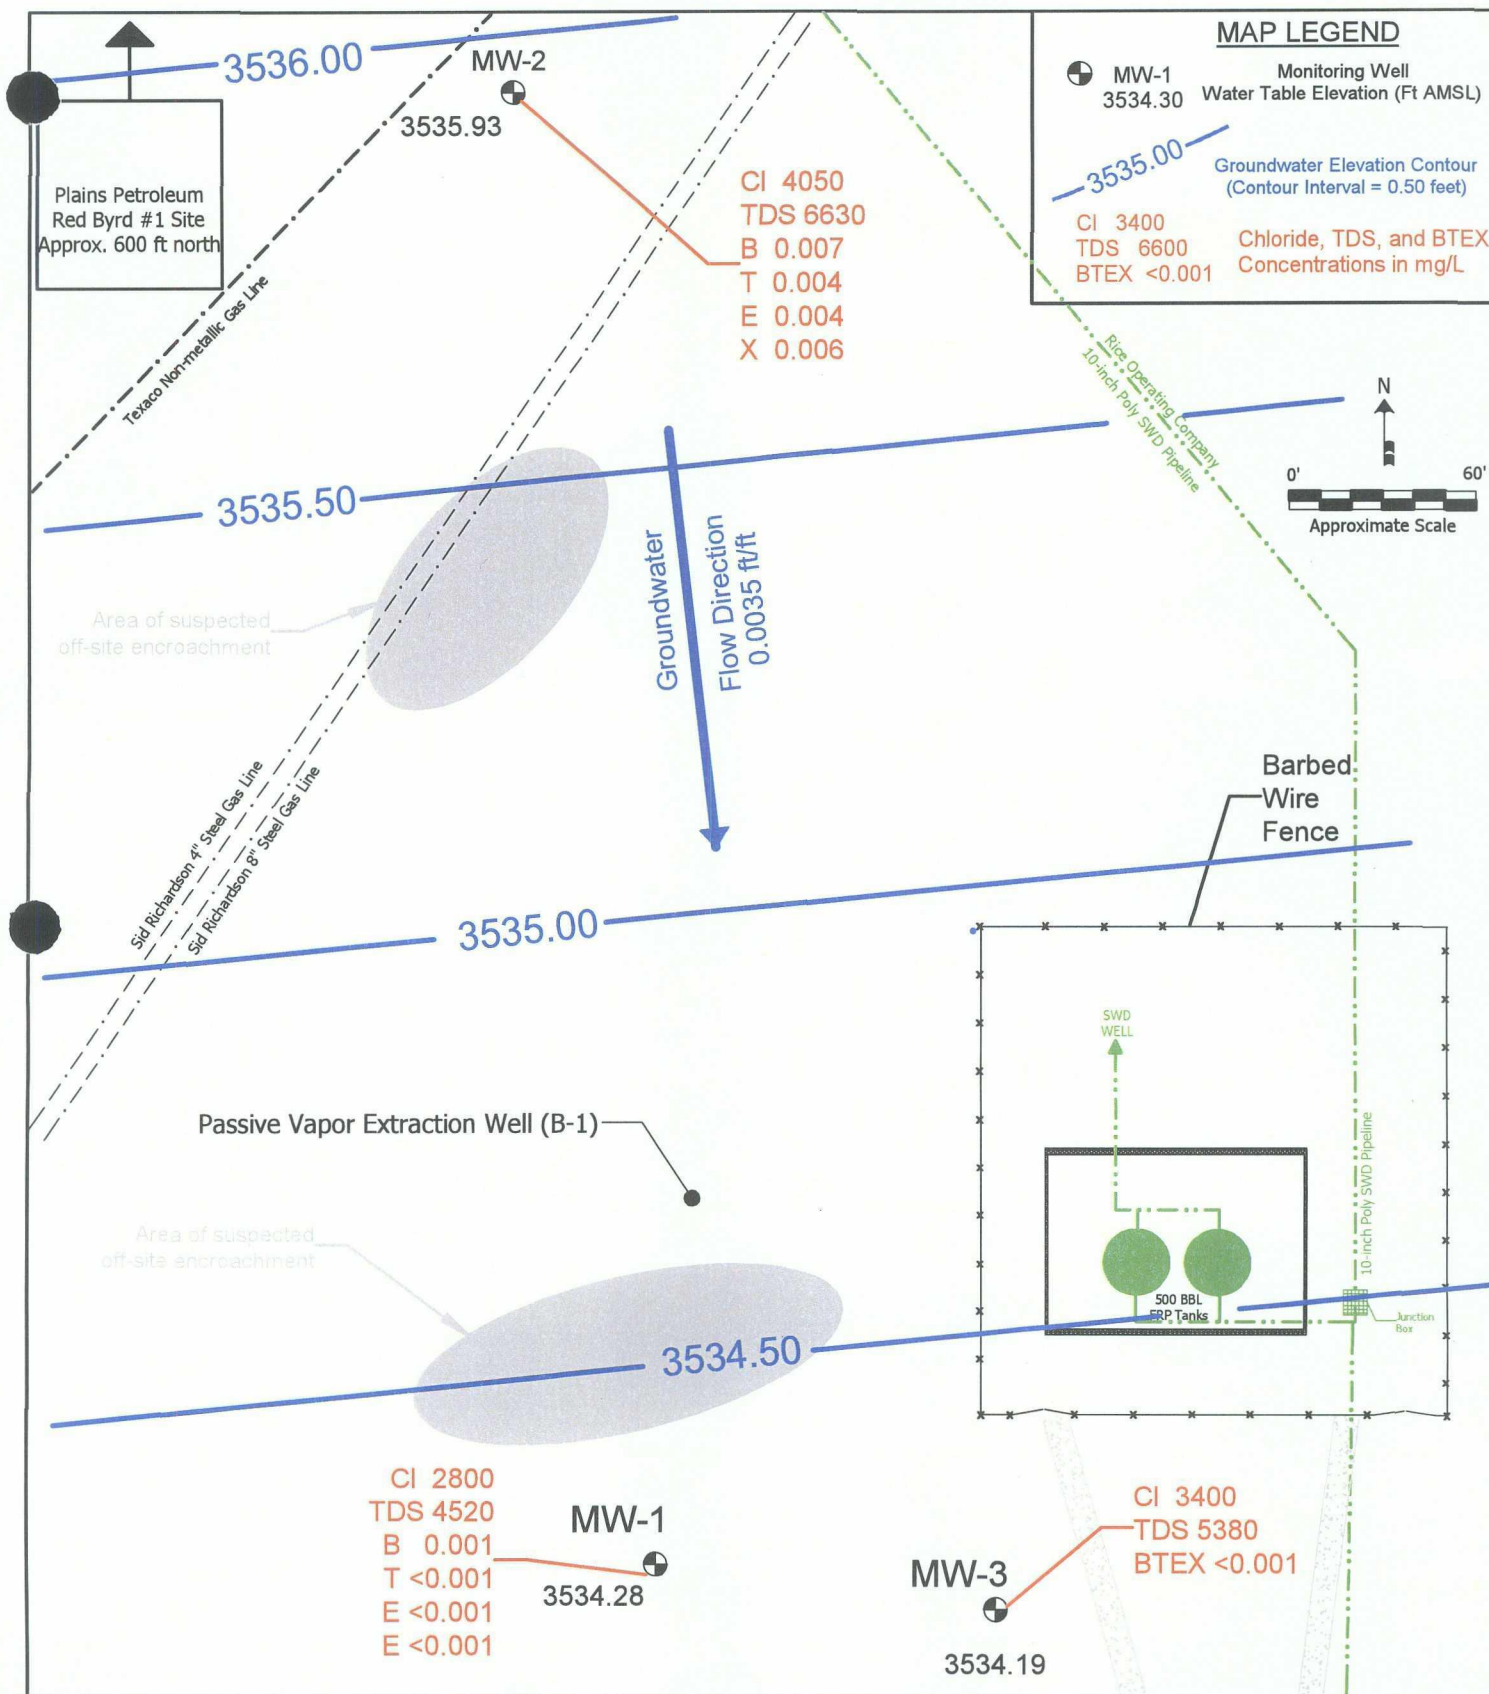 MAP LEGEND
MW-1
3534.30
Monitoring Well
Water Table Elevation (Ft AMSL)
3535.00
Groundwater Elevation Contour
(Contour Interval = 0.50 feet)
Cl 3400
TDS 6600
BTEX <0.001
Chloride, TDS, and BTEX
Concentrations in mg/L
3536.00
MW-2
3535.93
Plains Petroleum
Red Byrd #1 Site
Approx. 600 ft north
Cl 4050
TDS 6630
B 0.007
T 0.004
E 0.004
X 0.006
Texaco Non-metallic Gas Line
Rice Operating Company
10-inch Poly SWD Pipeline
N
0' 60'
Approximate Scale
3535.50
Groundwater
Flow Direction
0.0035 ft/ft
Area of suspected
off-site encroachment
Sid Richardson 4" Steel Gas Line
Sid Richardson 8" Steel Gas Line
Barbed
Wire
Fence
3535.00
SWD
WELL
Passive Vapor Extraction Well (B-1)
10-inch Poly SWD Pipeline
Area of suspected
off-site encroachment
500 BBL
FRP Tanks
Junction
Box
3534.50
Cl 2800
TDS 4520
B 0.001
T <0.001
E <0.001
E <0.001
MW-1
3534.28
Cl 3400
TDS 5380
BTEX <0.001
MW-3
3534.19